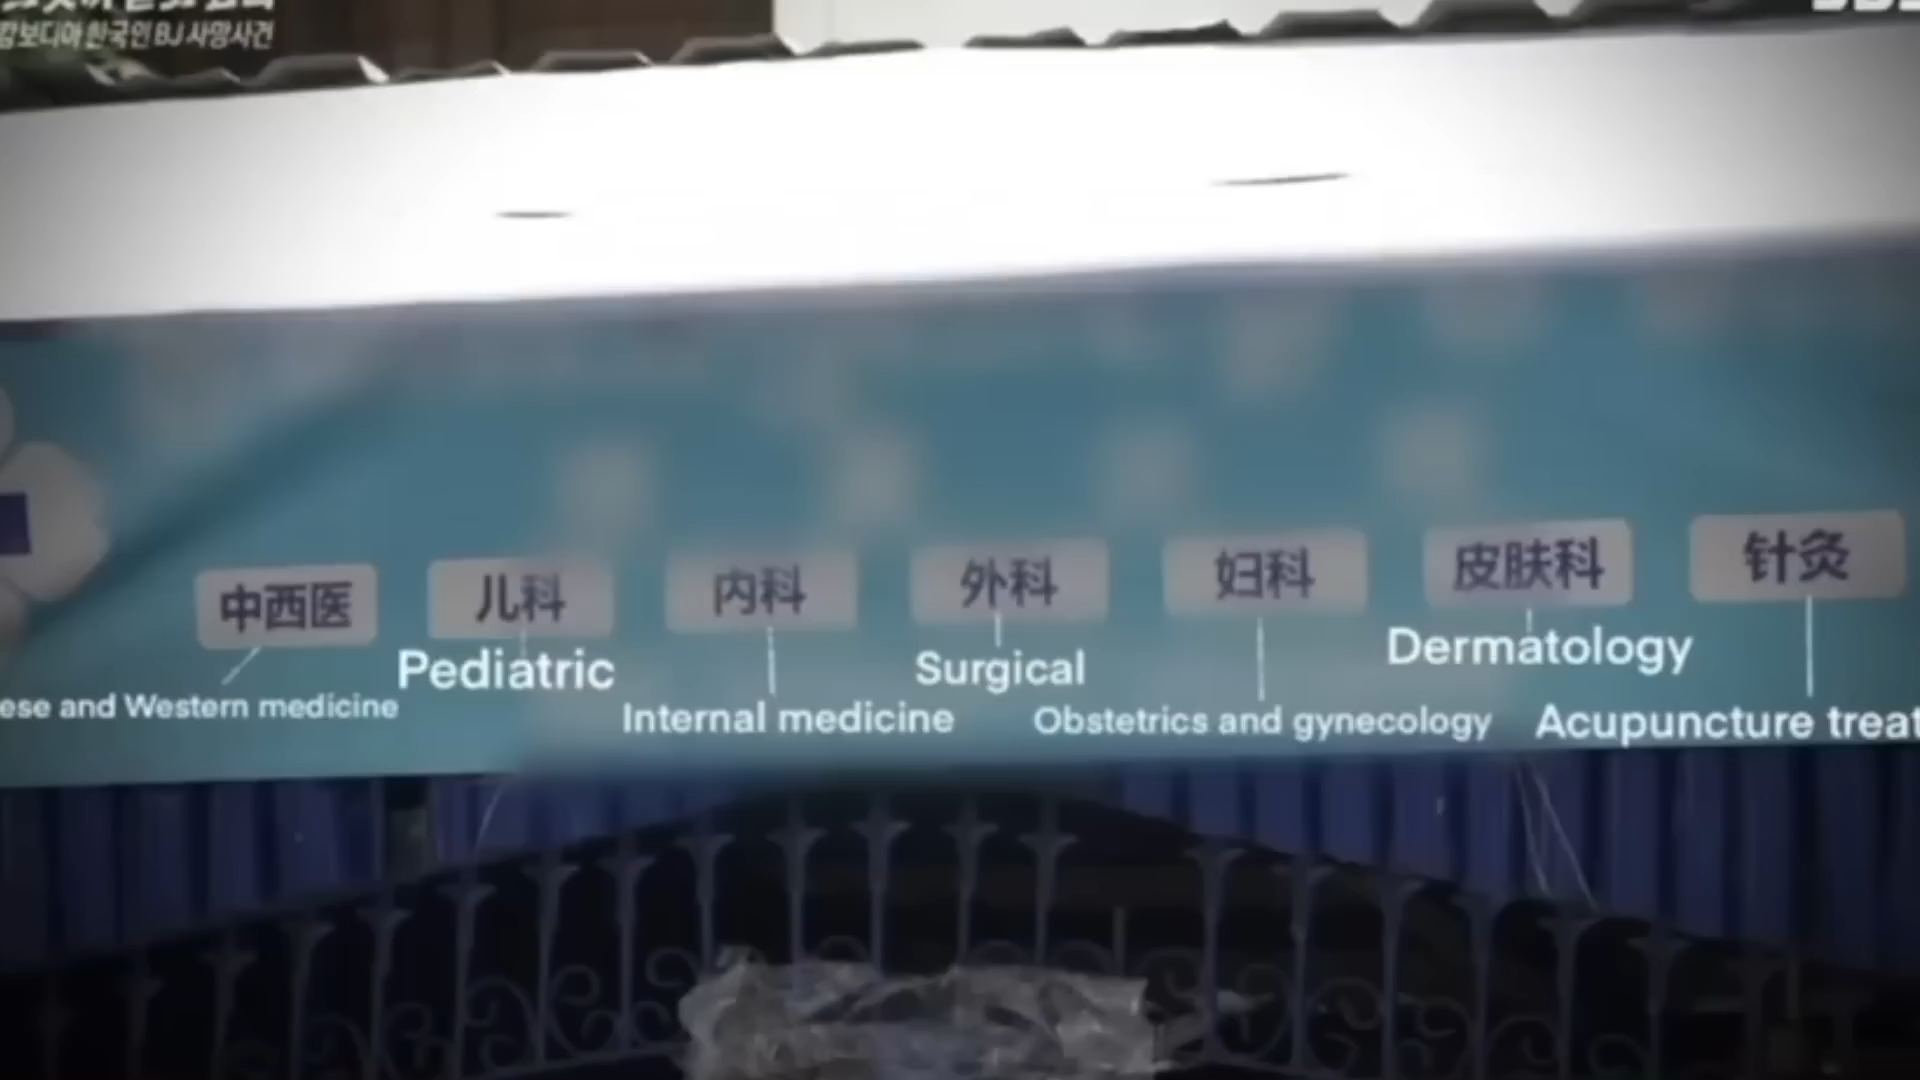 캄보디아 한국인 BJ 사망사건
中西医
儿科
内科
外科
妇科
皮肤科
针灸
Pediatric
Surgical
Dermatology
and Western medicine
Internal medicine
Obstetrics and gynecology
Acupuncture